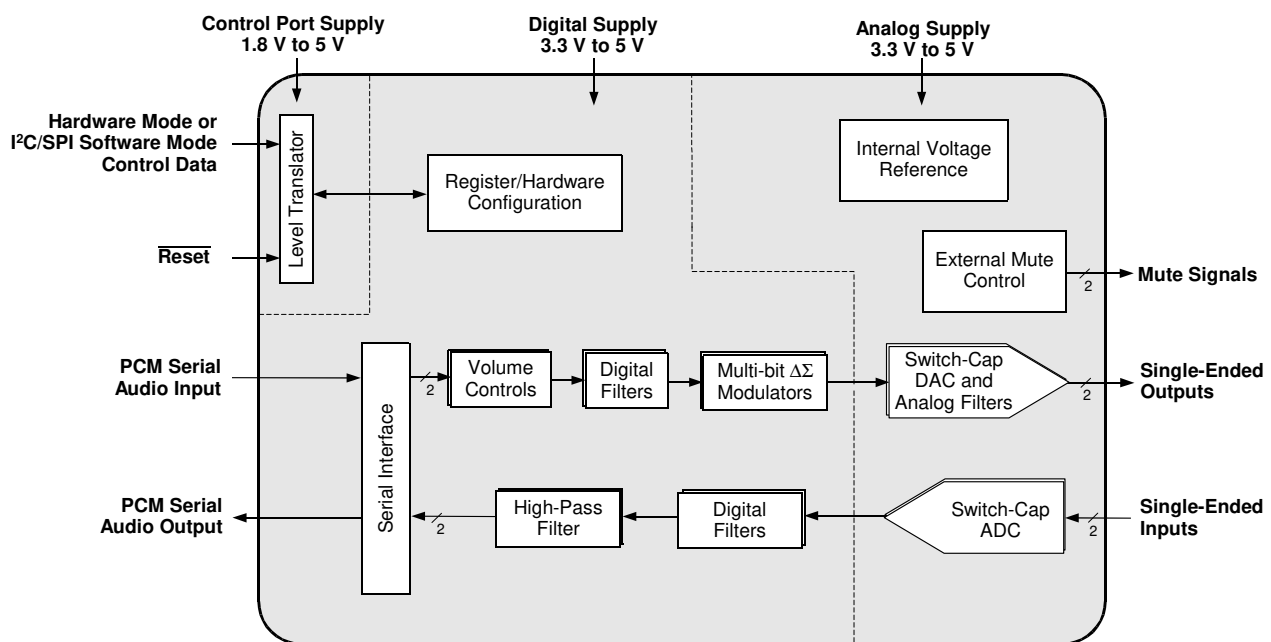 Control Port Supply
1.8 V to 5 V
Digital Supply
3.3 V to 5 V
Analog Supply
3.3 V to 5 V
Hardware Mode or
I²C/SPI Software Mode
Control Data
Reset
Level Translator
Register/Hardware
Configuration
Internal Voltage
Reference
External Mute
Control
2
Mute Signals
PCM Serial
Audio Input
Serial Interface
2
Volume
Controls
Digital
Filters
Multi-bit ΔΣ
Modulators
Switch-Cap
DAC and
Analog Filters
2
Single-Ended
Outputs
PCM Serial
Audio Output
2
High-Pass
Filter
Digital
Filters
Switch-Cap
ADC
2
Single-Ended
Inputs